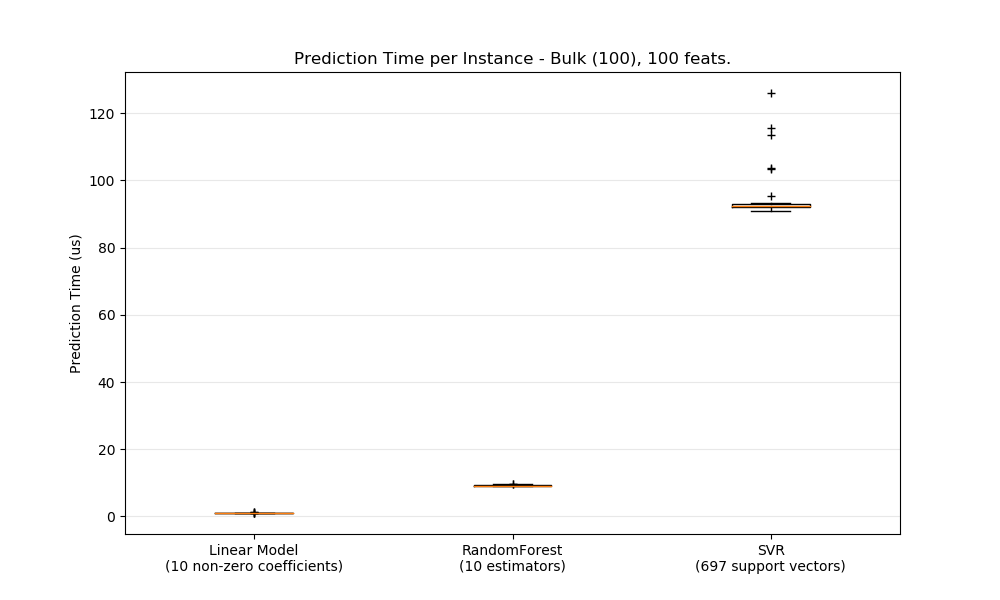 Prediction Time per Instance - Bulk (100), 100 feats.
Prediction Time (us)
120
100
80
60
40
20
0
Linear Model
(10 non-zero coefficients)
RandomForest
(10 estimators)
SVR
(697 support vectors)